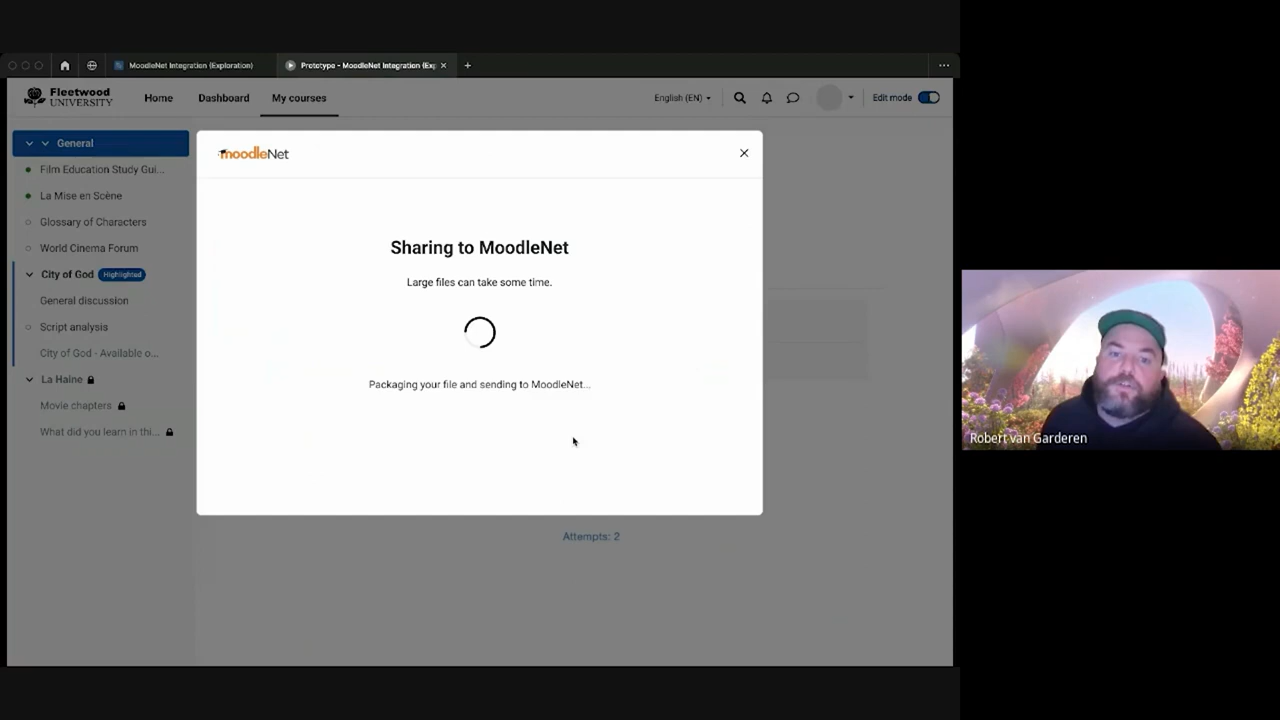 MoodleNet Integration (Exploration)
Prototype - MoodleNet Integration (Exp
Fleetwood
UNIVERSITY
Home
Dashboard
My courses
English (EN)
Edit mode
General
Film Education Study Gui...
La Mise en Scène
Glossary of Characters
World Cinema Forum
City of God
Highlighted
General discussion
Script analysis
City of God - Available o...
La Haine
Movie chapters
What did you learn in thi...
moodleNet
Sharing to MoodleNet
Large files can take some time.
Packaging your file and sending to MoodleNet...
Attempts: 2
Robert van Garderen